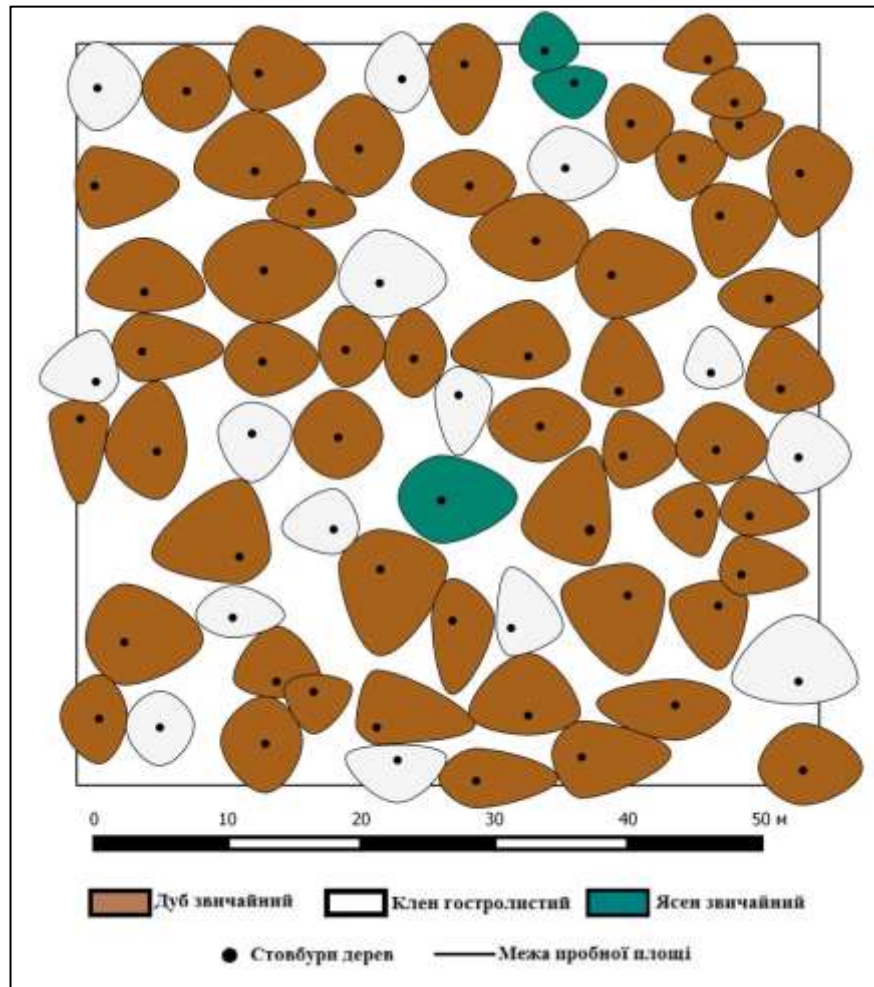 0 10 20 30 40 50 м
Дуб звичайний Клен гостролистий Ясен звичайний
Стовбури дерев Межа пробної площі